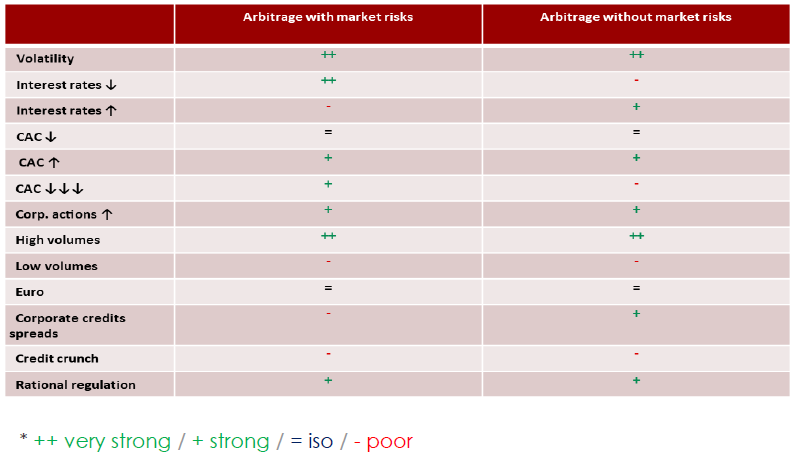 Arbitrage with market risks Arbitrage without market risks
Volatility ++ ++
Interest rates ↓ ++ -
Interest rates ↑ - +
CAC ↓ = =
CAC ↑ + +
CAC ↓↓↓ + -
Corp. actions ↑ + +
High volumes ++ ++
Low volumes - -
Euro = =
Corporate credits - +
spreads
Credit crunch - -
Rational regulation + +
* ++ very strong / + strong / = iso / - poor